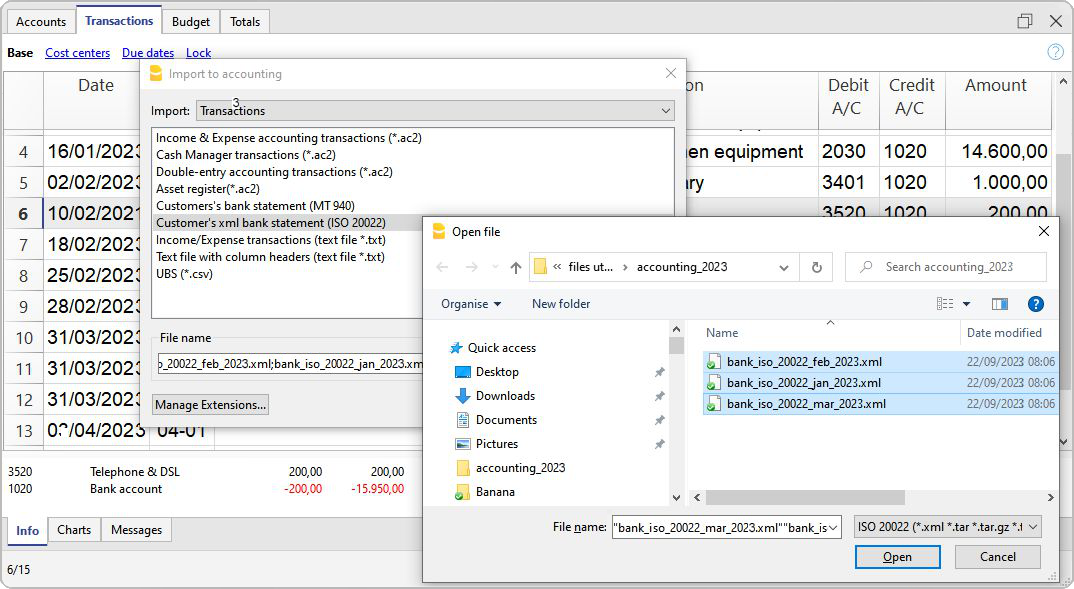 Accounts Transactions Budget Totals
Base Cost centers Due dates Lock
Date Debit A/C Credit A/C Amount
4 16/01/2023 en equipment 2030 1020 14.600,00
5 02/02/2023 ry 3401 1020 1.000,00
6 10/02/202 3520 1020 200,00
7 18/02/2023
8 25/02/2023
9 28/02/2023
10 31/03/2023
11 31/03/2023
12 31/03/2023
13 /04/2023 04-01
3520 Telephone & DSL 200,00 200,00
1020 Bank account -200,00 -15.950,00
Info Charts Messages
6/15
Import to accounting
Import: Transactions
3
Income & Expense accounting transactions (*.ac2)
Cash Manager transactions (*.ac2)
Double-entry accounting transactions (*.ac2)
Asset register(*.ac2)
Customer's bank statement (MT 940)
Customer's xml bank statement (ISO 20022)
Income/Expense transactions (text file *.txt)
Text file with column headers (text file *.txt)
UBS (*.csv)
File name
_20022_feb_2023.xml;bank_iso_20022_jan_2023.xm
Manage Extensions...
Open file
« files ut... › accounting_2023
Search accounting_2023
Organise New folder
Name Date modified
Quick access
Desktop
Downloads
Documents
Pictures
accounting_2023
Banana
bank_iso_20022_feb_2023.xml 22/09/2023 08:06
bank_iso_20022_jan_2023.xml 22/09/2023 08:06
bank_iso_20022_mar_2023.xml 22/09/2023 08:06
File name: "bank_iso_20022_mar_2023.xml""bank_is
ISO 20022 (*.xml *.tar *.tar.gz *.t
Open Cancel